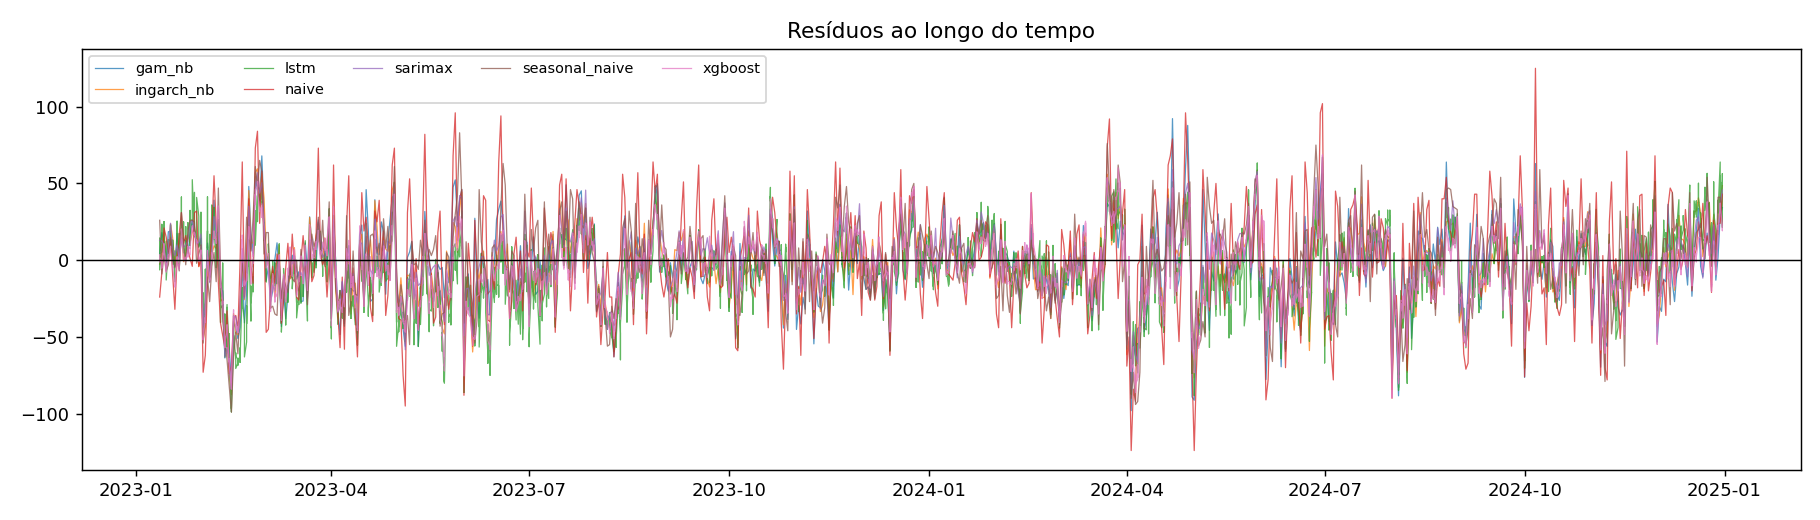 Resíduos ao longo do tempo
gam_nb lstm sarimax seasonal_naive xgboost
ingarch_nb naive
100
50
0
−50
−100
2023-01 2023-04 2023-07 2023-10 2024-01 2024-04 2024-07 2024-10 2025-01